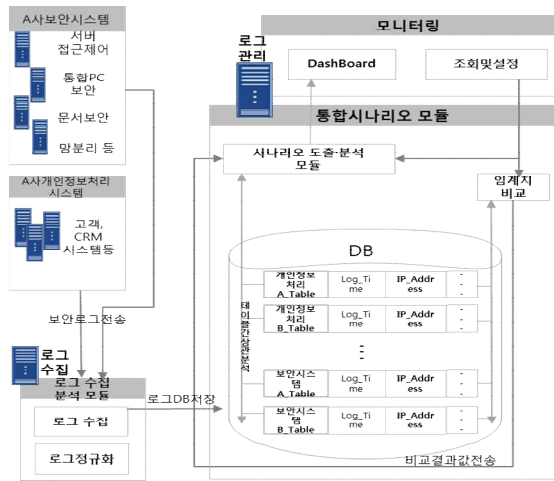 A사보안시스템
서버
접근제어
통합PC
보안
문서보안
망분리 등
A사개인정보처리
시스템
고객,
CRM
시스템등
보안로그전송
로그
수집
로그 수집
분석 모듈
로그 수집
로그정규화
로그DB저장
로그
관리
모니터링
DashBoard
조회및설정
통합시나리오 모듈
시나리오 도출·분석
모듈
임계치
비교
DB
테이블간상관분석
개인정보
처리
A_Table
Log_Ti
me
IP_Addr
ess
-
-
-
개인정보
처리
B_Table
Log_Ti
me
IP_Addr
ess
-
-
-
보안시스
템
A_Table
Log_Ti
me
IP_Addr
ess
-
-
-
보안시스
템
B_Table
Log_Ti
me
IP_Addr
ess
-
-
-
비교결과값전송